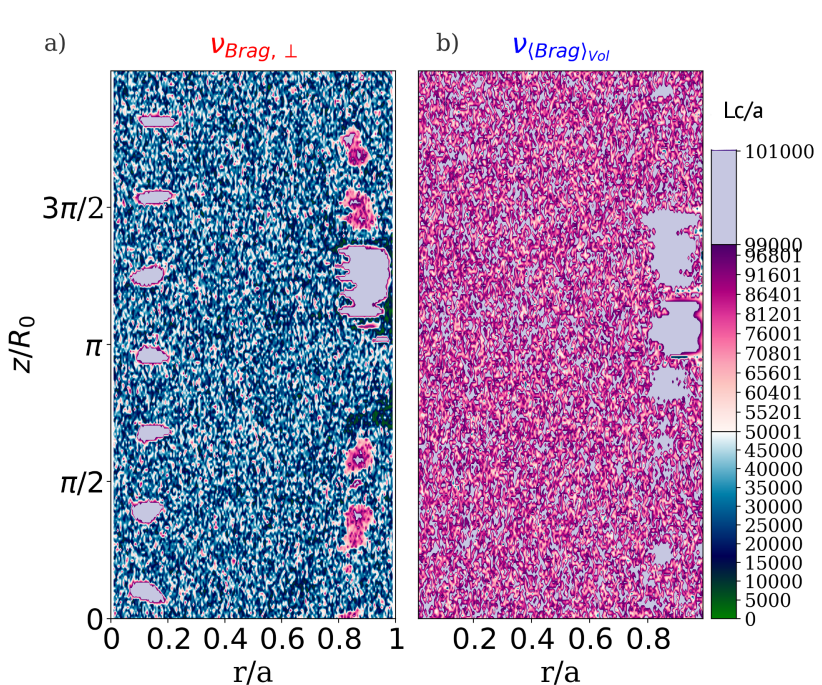 a) ν_{Brag, ⊥} b) ν_{⟨Brag⟩_{Vol}}
Lc/a
101000
99000
96801
91601
86401
81201
76001
70801
65601
60401
55201
50001
45000
40000
35000
30000
25000
20000
15000
10000
5000
0
z/R_0
3π/2
π
π/2
0
0 0.2 0.4 0.6 0.8 1
0.2 0.4 0.6 0.8
r/a r/a